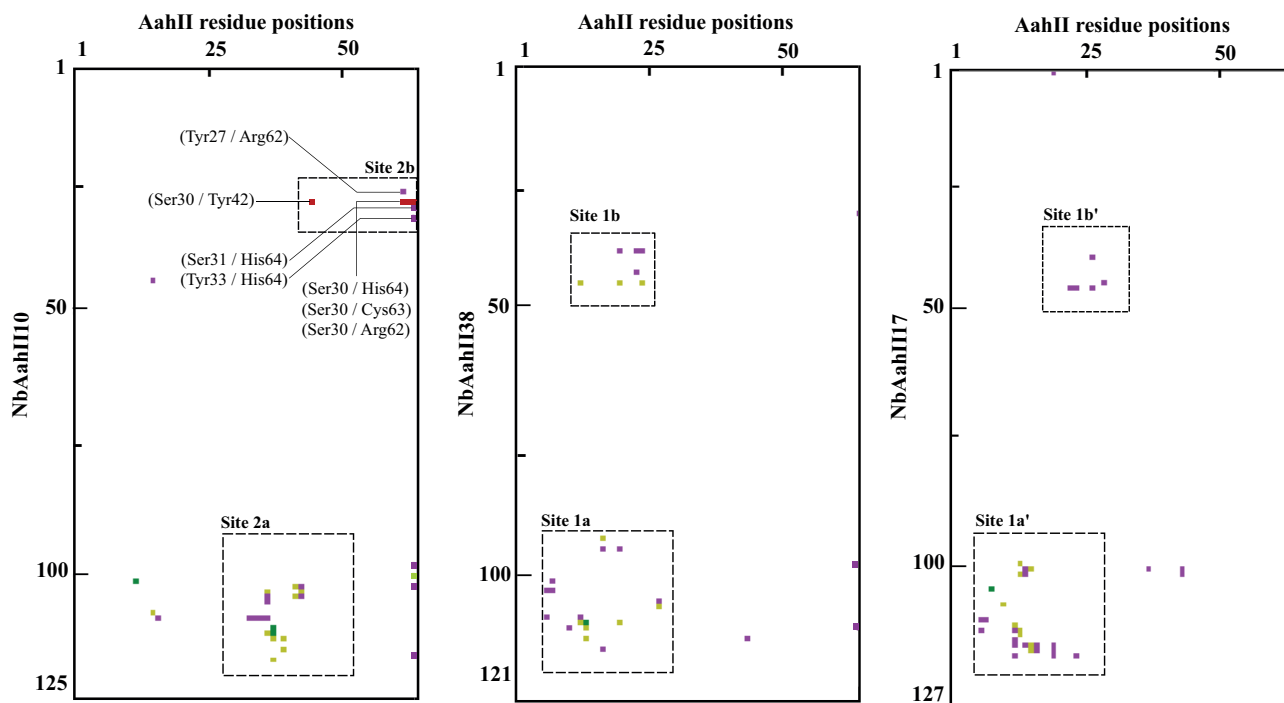 AahII residue positions
1
25
50
1
50
100
125
NbAahII10
(Tyr27 / Arg62)
Site 2b
(Ser30 / Tyr42)
(Ser31 / His64)
(Tyr33 / His64)
(Ser30 / His64)
(Ser30 / Cys63)
(Ser30 / Arg62)
Site 2a
AahII residue positions
1
25
50
1
50
100
121
NbAahII38
Site 1b
Site 1a
AahII residue positions
1
25
50
1
50
100
127
NbAahII17
Site 1b'
Site 1a'